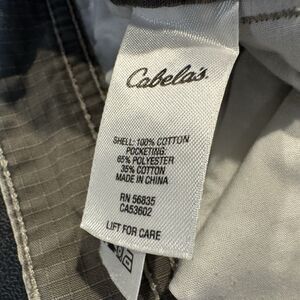 Cabela's
SHELL: 100% COTTON
POCKETING:
65% POLYESTER
35% COTTON
MADE IN CHINA
RN 56835
CA53602
LIFT FOR CARE